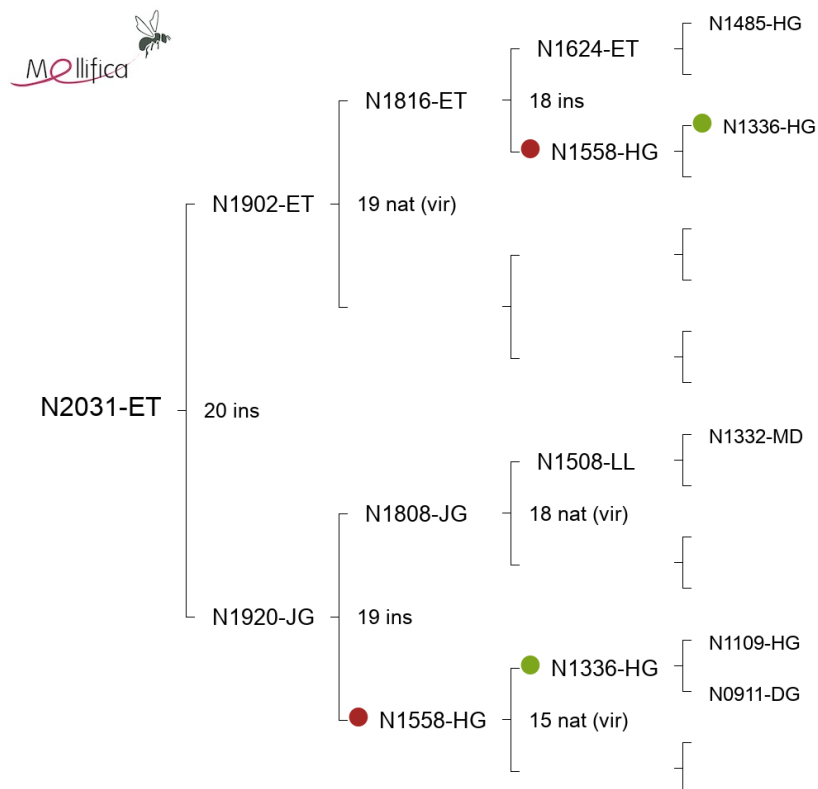 Mellifica
N1485-HG
N1624-ET
18 ins
N1816-ET
N1336-HG
N1558-HG
N1902-ET
19 nat (vir)
N2031-ET
20 ins
N1332-MD
N1508-LL
N1808-JG
18 nat (vir)
N1920-JG
19 ins
N1109-HG
N1336-HG
N0911-DG
N1558-HG
15 nat (vir)